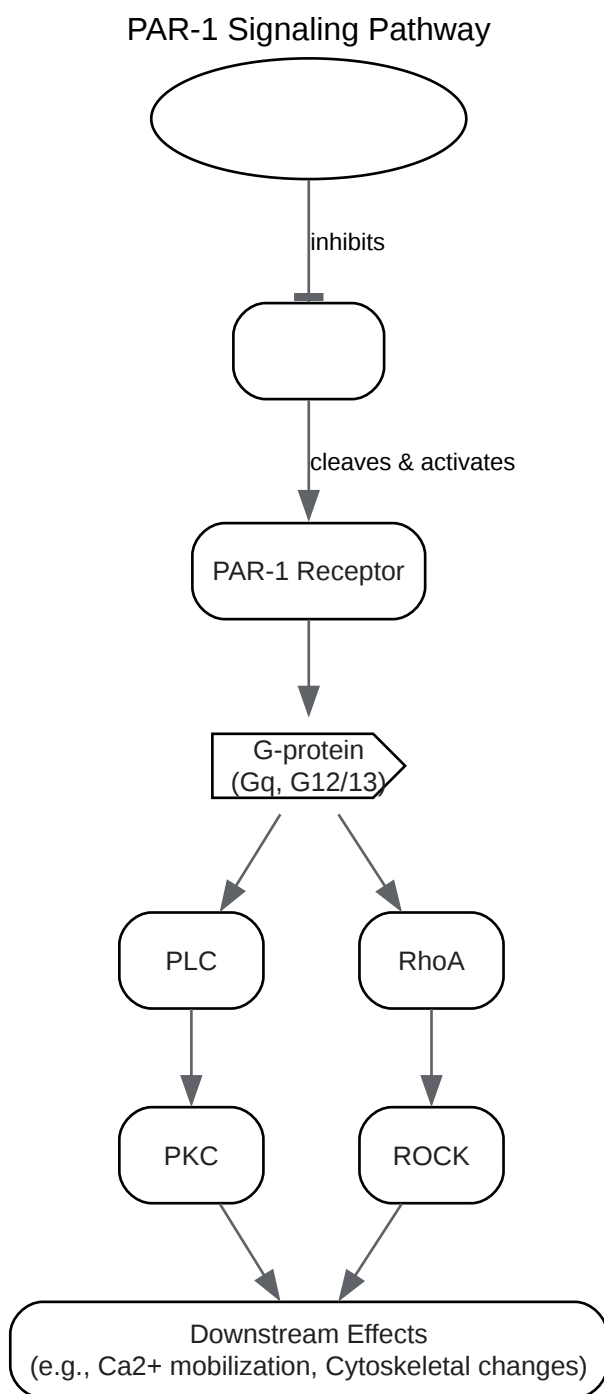 PAR-1 Signaling Pathway
inhibits
cleaves & activates
PAR-1 Receptor
G-protein
(Gq, G12/13)
PLC
RhoA
PKC
ROCK
Downstream Effects
(e.g., Ca2+ mobilization, Cytoskeletal changes)